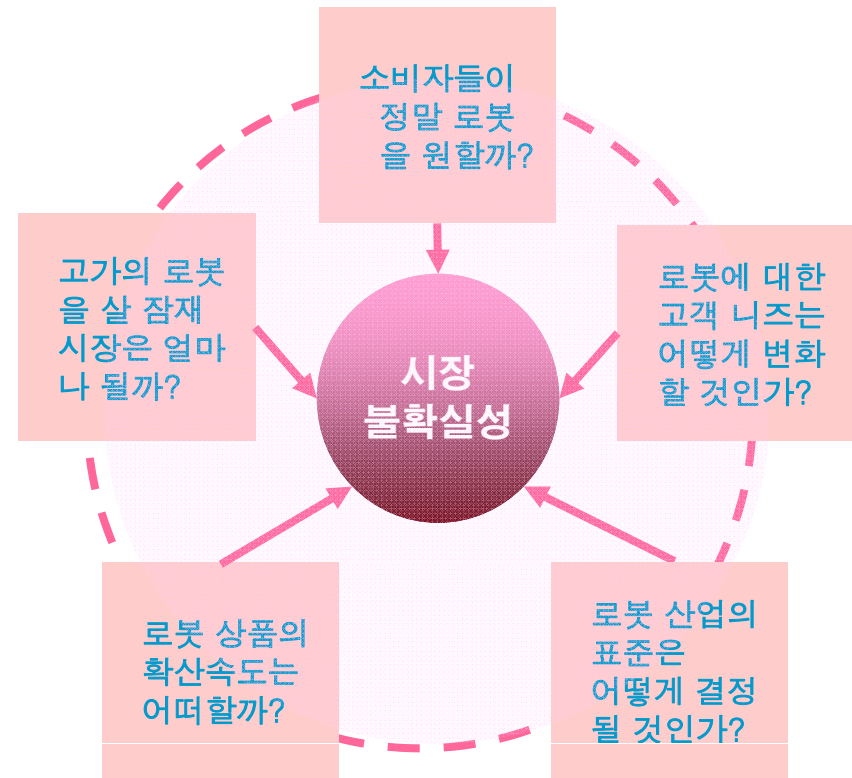 소비자들이
정말 로봇
을 원할까?
고가의 로봇
을 살 잠재
시장은 얼마
나 될까?
로봇에 대한
고객 니즈는
어떻게 변화
할 것인가?
시장
불확실성
로봇 상품의
확산속도는
어떠할까?
로봇 산업의
표준은
어떻게 결정
될 것인가?